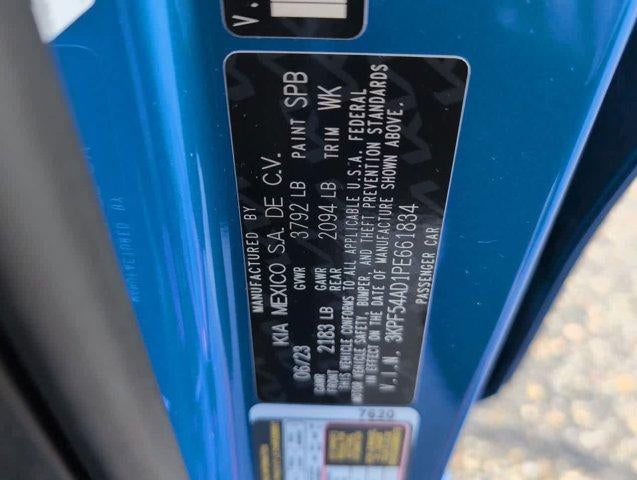 V.
MANUFACTURED BY
KIA MEXICO S.A. DE C.V.
06/23 GVWR 3792 LB PAINT SPB
GAWR FRONT 2183 LB GAWR REAR 2094 LB TRIM WK
THIS VEHICLE CONFORMS TO ALL APPLICABLE U.S.A. FEDERAL
MOTOR VEHICLE SAFETY, BUMPER, AND THEFT PREVENTION STANDARDS
IN EFFECT ON THE DATE OF MANUFACTURE SHOWN ABOVE.
V.I.N. 3KPF54AD1PE661834
PASSENGER CAR
7620